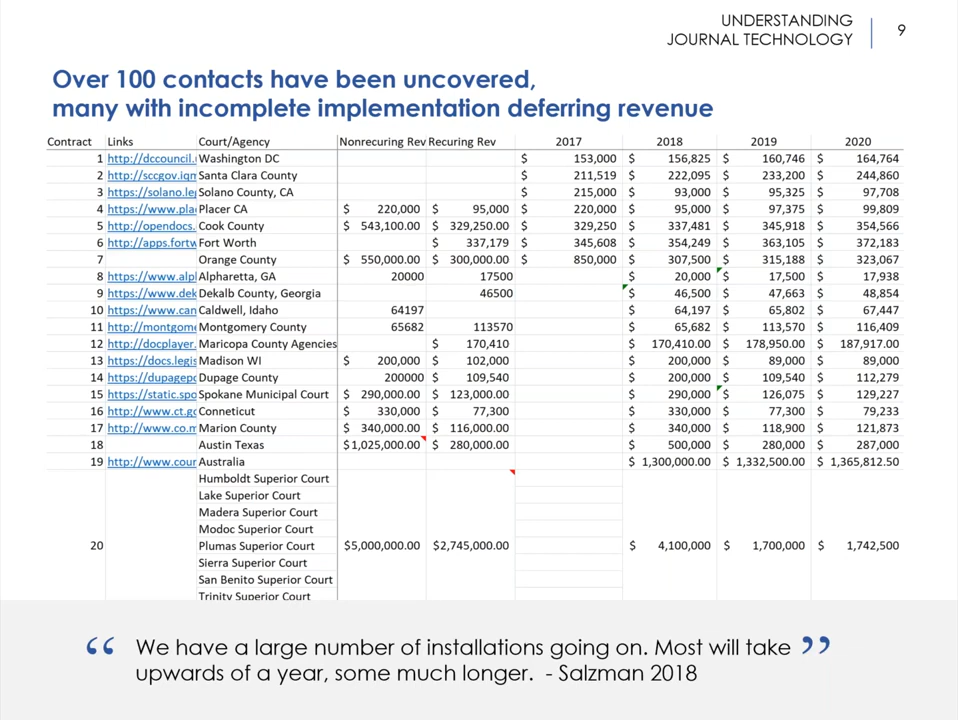 UNDERSTANDING
JOURNAL TECHNOLOGY
9
Over 100 contacts have been uncovered,
many with incomplete implementation deferring revenue
Contract Links Court/Agency Nonrecuring Rev Recuring Rev 2017 2018 2019 2020
1 http://dccouncil. Washington DC $ 153,000 $ 156,825 $ 160,746 $ 164,764
2 http://sccgov.iqm Santa Clara County $ 211,519 $ 222,095 $ 233,200 $ 244,860
3 https://solano.leg Solano County, CA $ 215,000 $ 93,000 $ 95,325 $ 97,708
4 https://www.pla Placer CA $ 220,000 $ 95,000 $ 220,000 $ 95,000 $ 97,375 $ 99,809
5 http://opendocs. Cook County $ 543,100.00 $ 329,250.00 $ 329,250 $ 337,481 $ 345,918 $ 354,566
6 http://apps.fortw Fort Worth $ 337,179 $ 345,608 $ 354,249 $ 363,105 $ 372,183
7 Orange County $ 550,000.00 $ 300,000.00 $ 850,000 $ 307,500 $ 315,188 $ 323,067
8 https://www.alp Alpharetta, GA 20000 17500 $ 20,000 $ 17,500 $ 17,938
9 https://www.dek Dekalb County, Georgia 46500 $ 46,500 $ 47,663 $ 48,854
10 https://www.can Caldwell, Idaho 64197 $ 64,197 $ 65,802 $ 67,447
11 http://montgom Montgomery County 65682 113570 $ 65,682 $ 113,570 $ 116,409
12 http://docplayer. Maricopa County Agencies $ 170,410 $ 170,410.00 $ 178,950.00 $ 187,917.00
13 https://docs.legis Madison WI $ 200,000 $ 102,000 $ 200,000 $ 89,000 $ 89,000
14 https://dupagepo Dupage County 200000 $ 109,540 $ 200,000 $ 109,540 $ 112,279
15 https://static.spo Spokane Municipal Court $ 290,000.00 $ 123,000.00 $ 290,000 $ 126,075 $ 129,227
16 http://www.ct.go Conneticut $ 330,000 $ 77,300 $ 330,000 $ 77,300 $ 79,233
17 http://www.co.m Marion County $ 340,000.00 $ 116,000.00 $ 340,000 $ 118,900 $ 121,873
18 Austin Texas $1,025,000.00 $ 280,000.00 $ 500,000 $ 280,000 $ 287,000
19 http://www.cour Australia $ 1,300,000.00 $ 1,332,500.00 $ 1,365,812.50
Humboldt Superior Court
Lake Superior Court
Madera Superior Court
Modoc Superior Court
20 Plumas Superior Court $5,000,000.00 $2,745,000.00 $ 4,100,000 $ 1,700,000 $ 1,742,500
Sierra Superior Court
San Benito Superior Court
Trinity Superior Court
“ We have a large number of installations going on. Most will take ”
upwards of a year, some much longer. - Salzman 2018